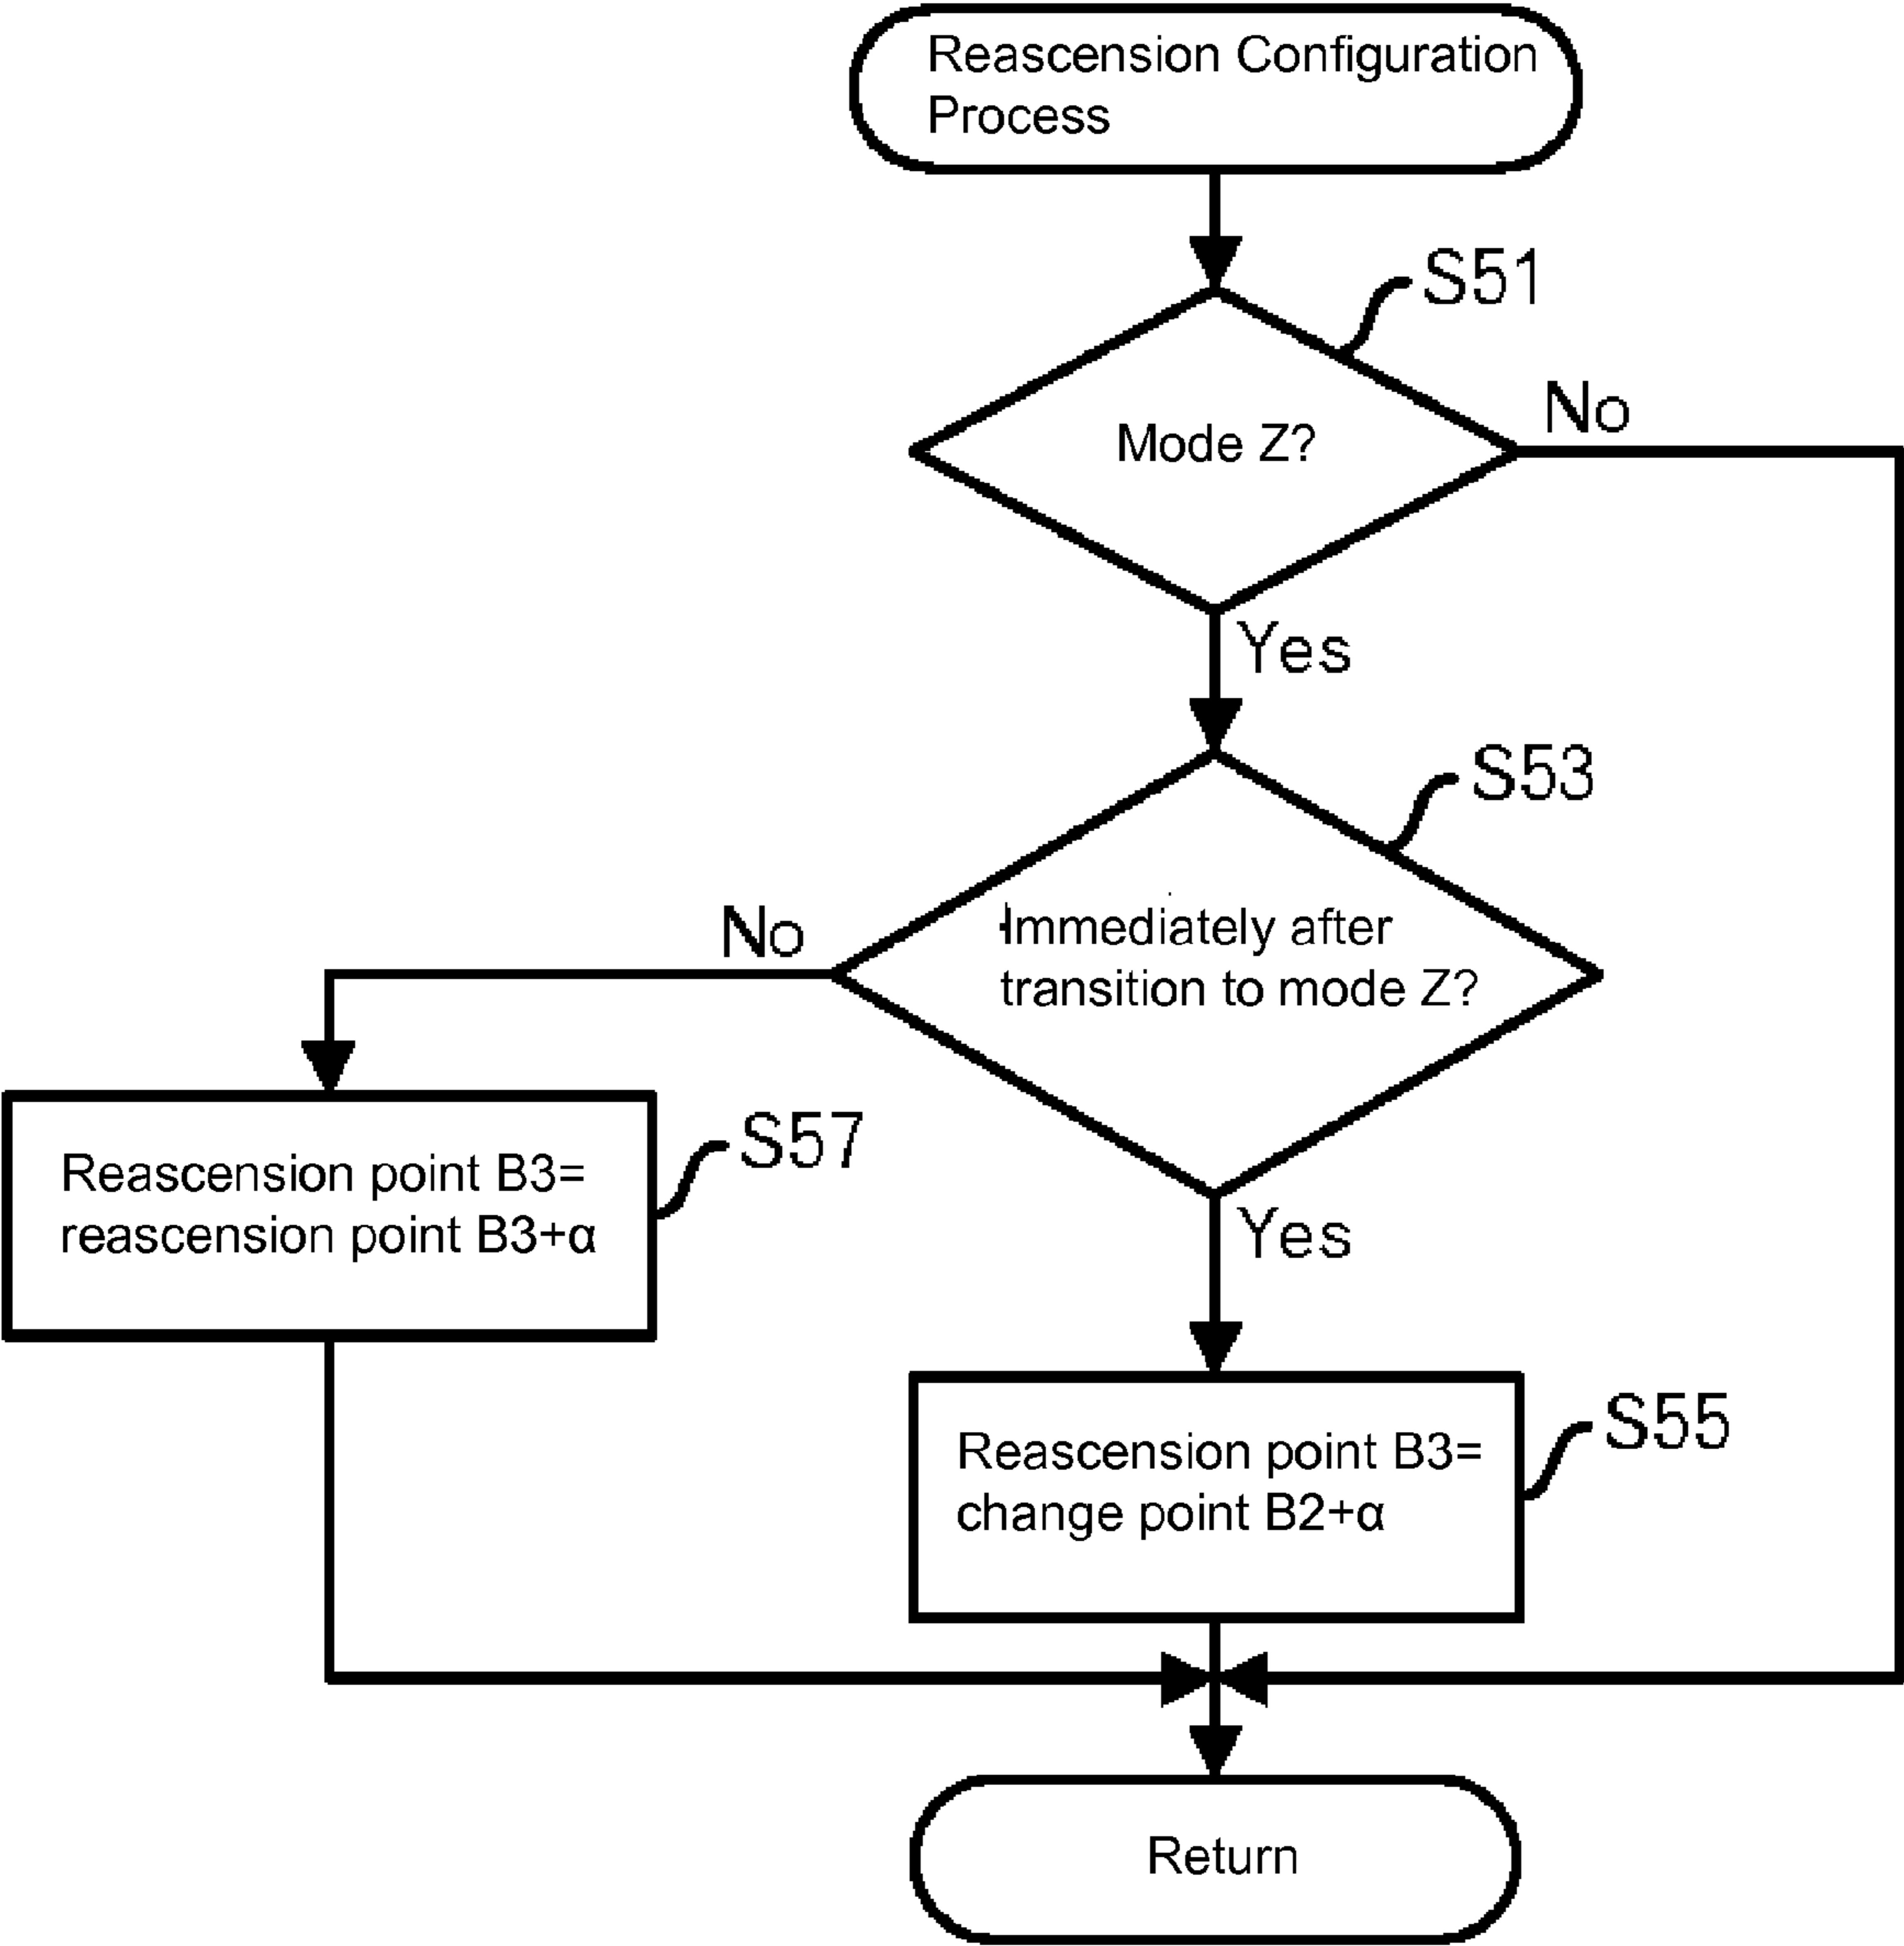 Reascension Configuration
Process
S51
Mode Z?
No
Yes
S53
Immediately after
transition to mode Z?
No
Yes
Reascension point B3=
reascension point B3+α
S57
Reascension point B3=
change point B2+α
S55
Return